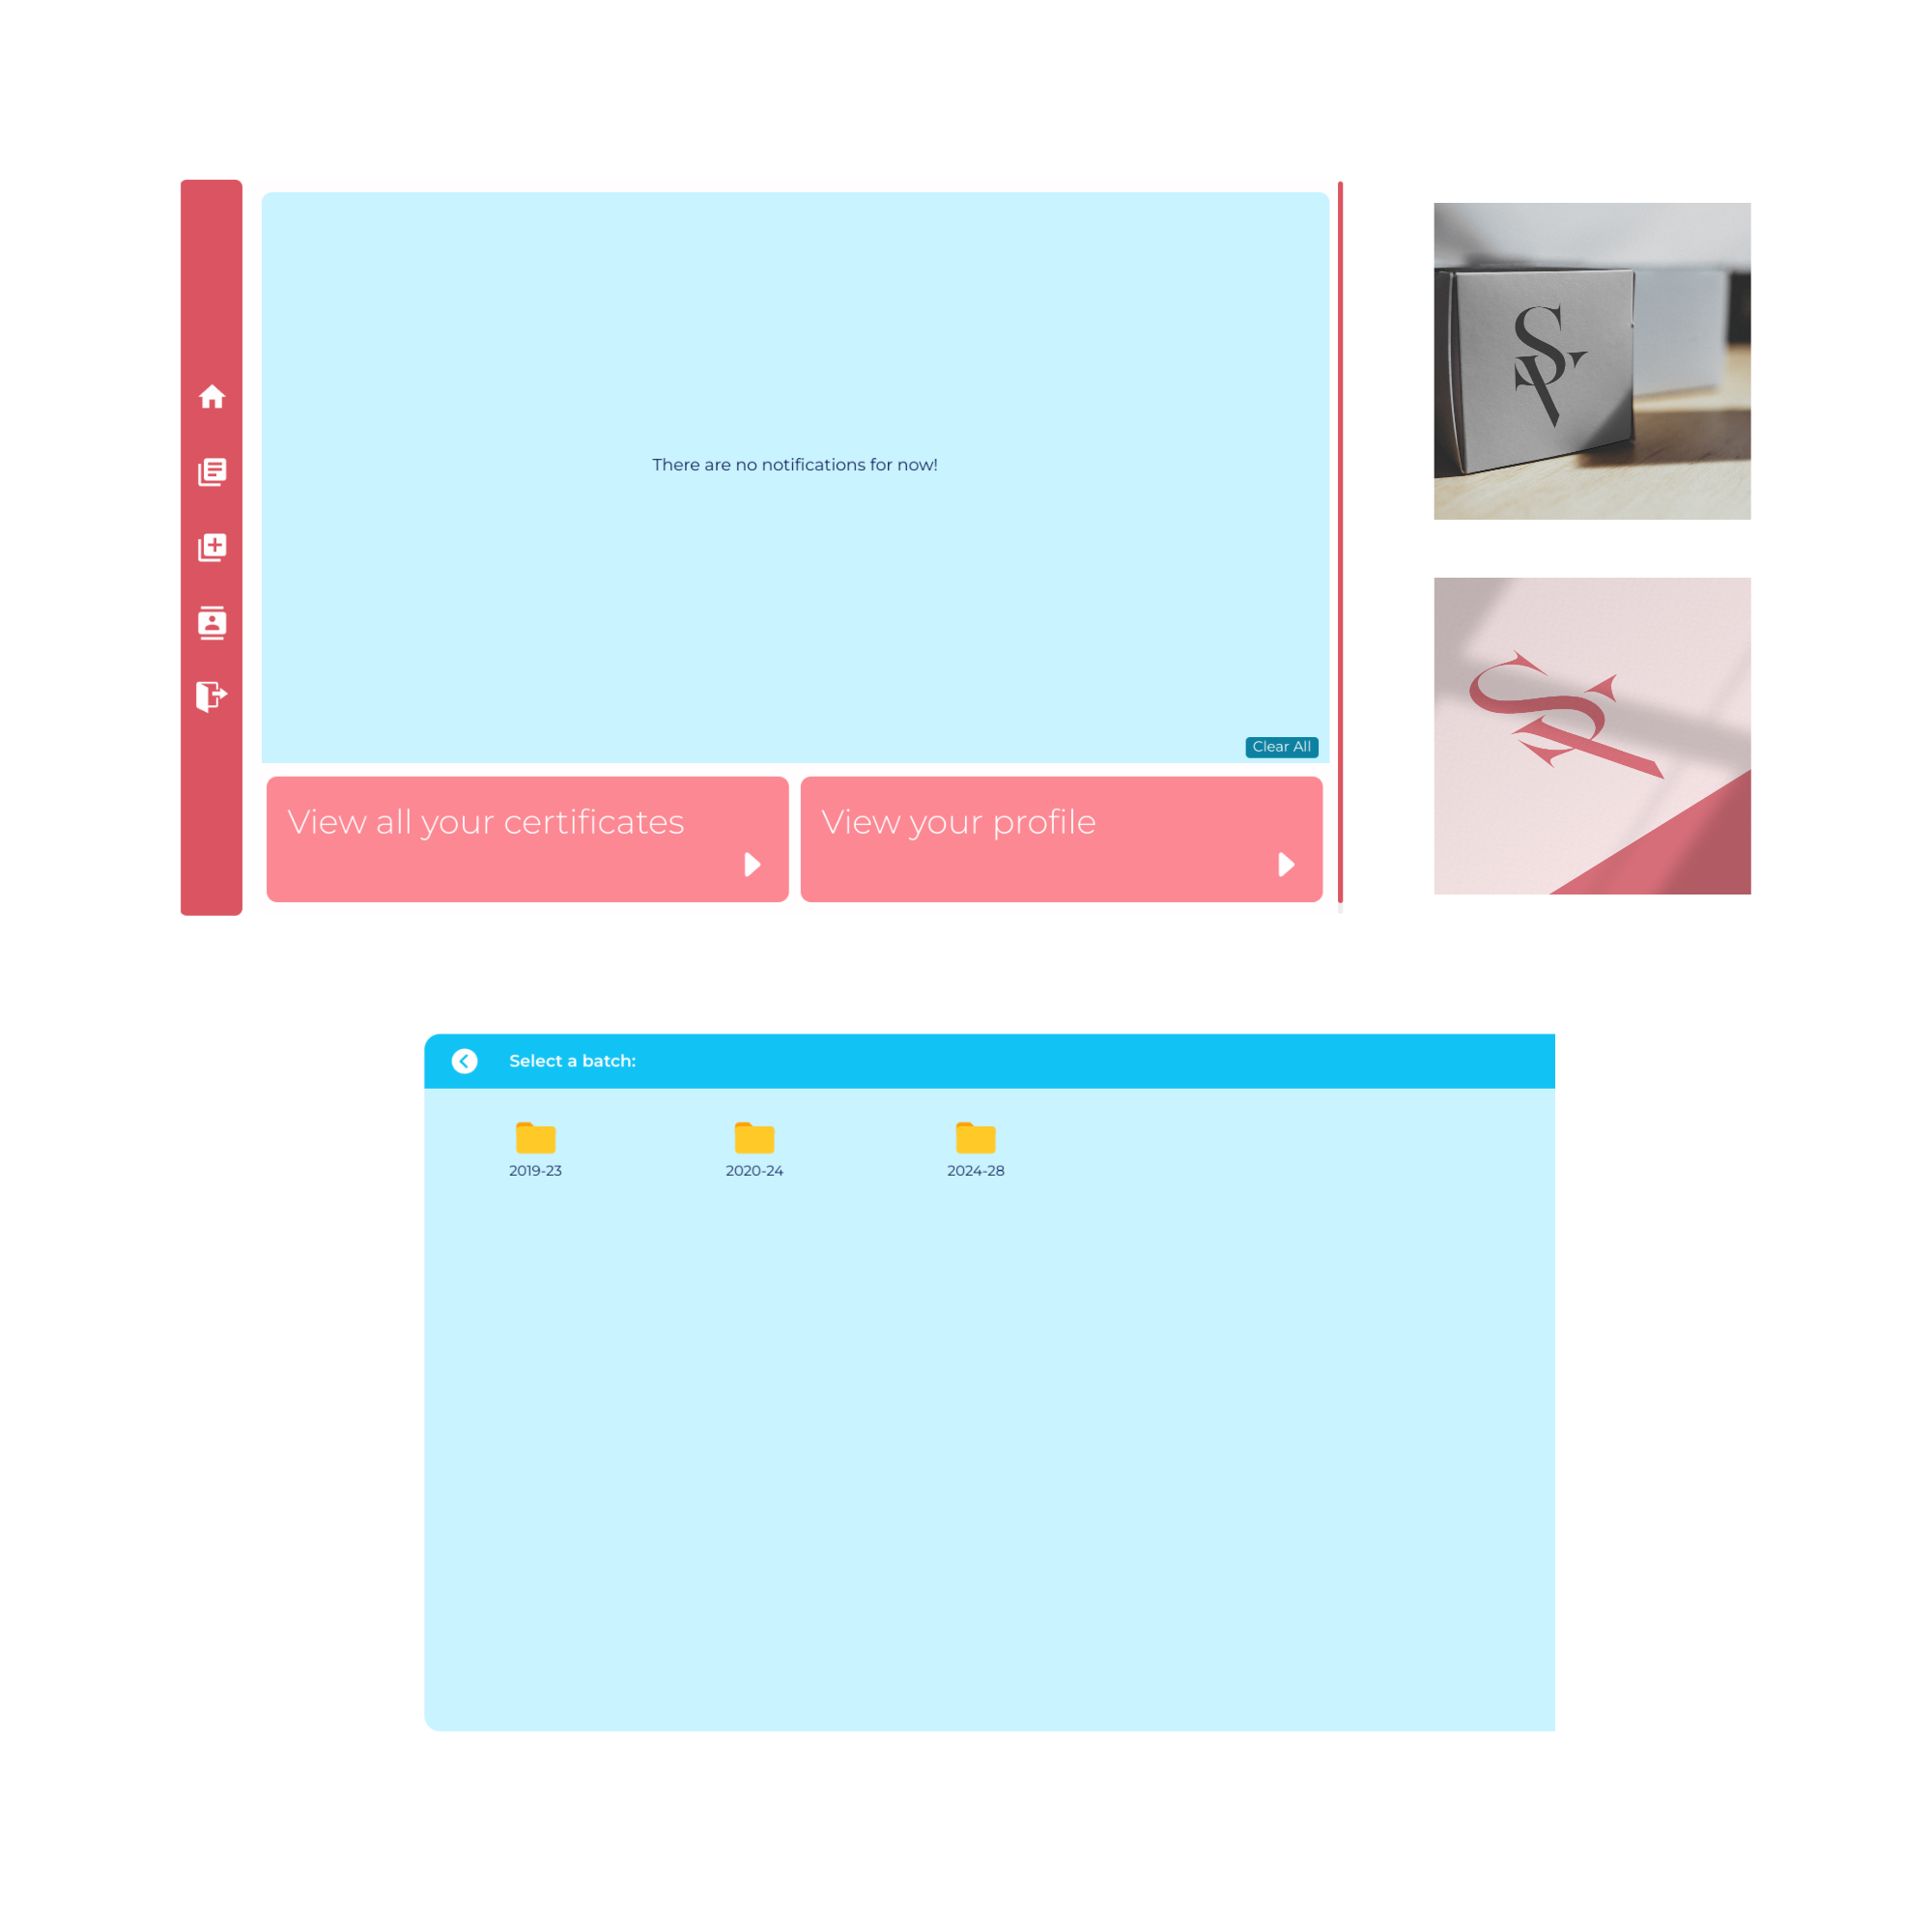 There are no notifications for now!
Clear All
View all your certificates
View your profile
Select a batch:
2019-23
2020-24
2024-28